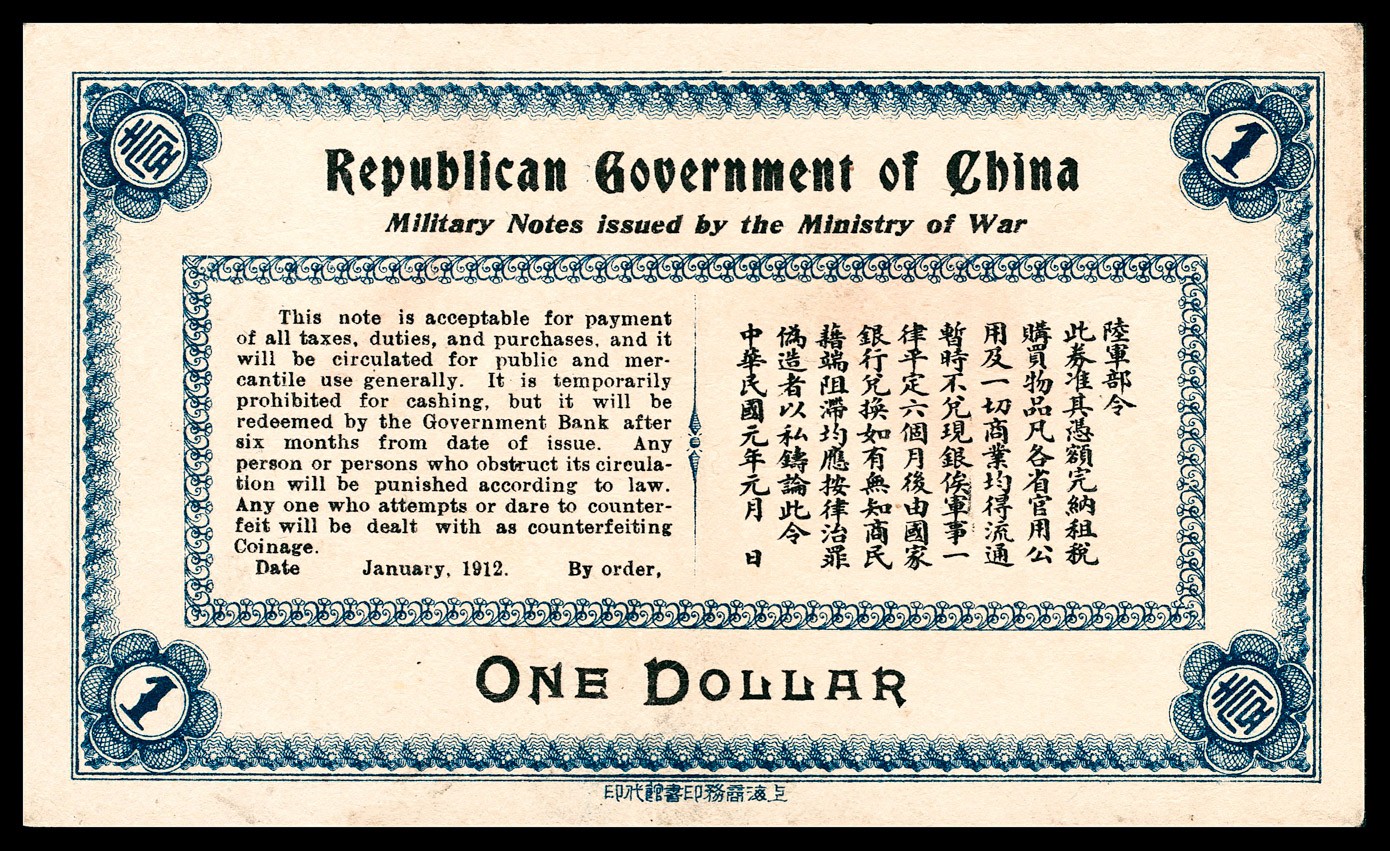 壹
1
Republican Government of China
Military Notes issued by the Ministry of War
This note is acceptable for payment
of all taxes, duties, and purchases, and it
will be circulated for public and mer-
cantile use generally. It is temporarily
prohibited for cashing, but it will be
redeemed by the Government Bank after
six months from date of issue. Any
person or persons who obstruct its circula-
tion will be punished according to law.
Any one who attempts or dare to counter-
feit will be dealt with as counterfeiting
Coinage.
Date January, 1912. By order,
陸軍部令
此券准其憑額完納租稅
購買物品凡各省官用公
用及一切商業均得流通
暫時不兌現銀俟軍事一
律平定六個月後由國家
銀行兌換如有無知商民
藉端阻滯均應按律治罪
偽造者以私鑄論此令
中華民國元年元月 日
1
ONE DOLLAR
壹
上海商務印書館代印